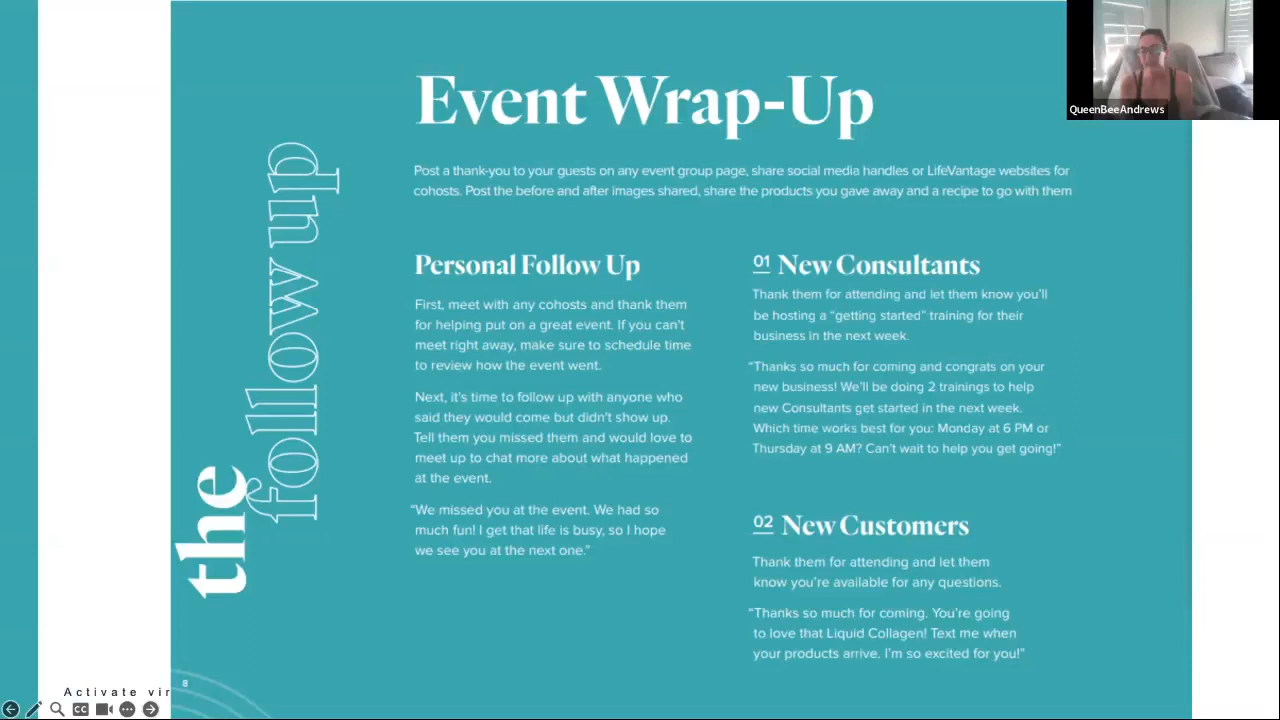 Event Wrap-Up
QueenBeeAndrews
Post a thank-you to your guests on any event group page, share social media handles or LifeVantage websites for
cohosts. Post the before and after images shared, share the products you gave away and a recipe to go with them
the
follow up
Personal Follow Up
First, meet with any cohosts and thank them
for helping put on a great event. If you can't
meet right away, make sure to schedule time
to review how the event went.
Next, it's time to follow up with anyone who
said they would come but didn't show up.
Tell them you missed them and would love to
meet up to chat more about what happened
at the event.
“We missed you at the event. We had so
much fun! I get that life is busy, so I hope
we see you at the next one.”
01 New Consultants
Thank them for attending and let them know you'll
be hosting a “getting started” training for their
business in the next week.
“Thanks so much for coming and congrats on your
new business! We'll be doing 2 trainings to help
new Consultants get started in the next week.
Which time works best for you: Monday at 6 PM or
Thursday at 9 AM? Can't wait to help you get going!”
02 New Customers
Thank them for attending and let them
know you're available for any questions.
“Thanks so much for coming. You're going
to love that Liquid Collagen! Text me when
your products arrive. I'm so excited for you!”
8
Activate vir
CC